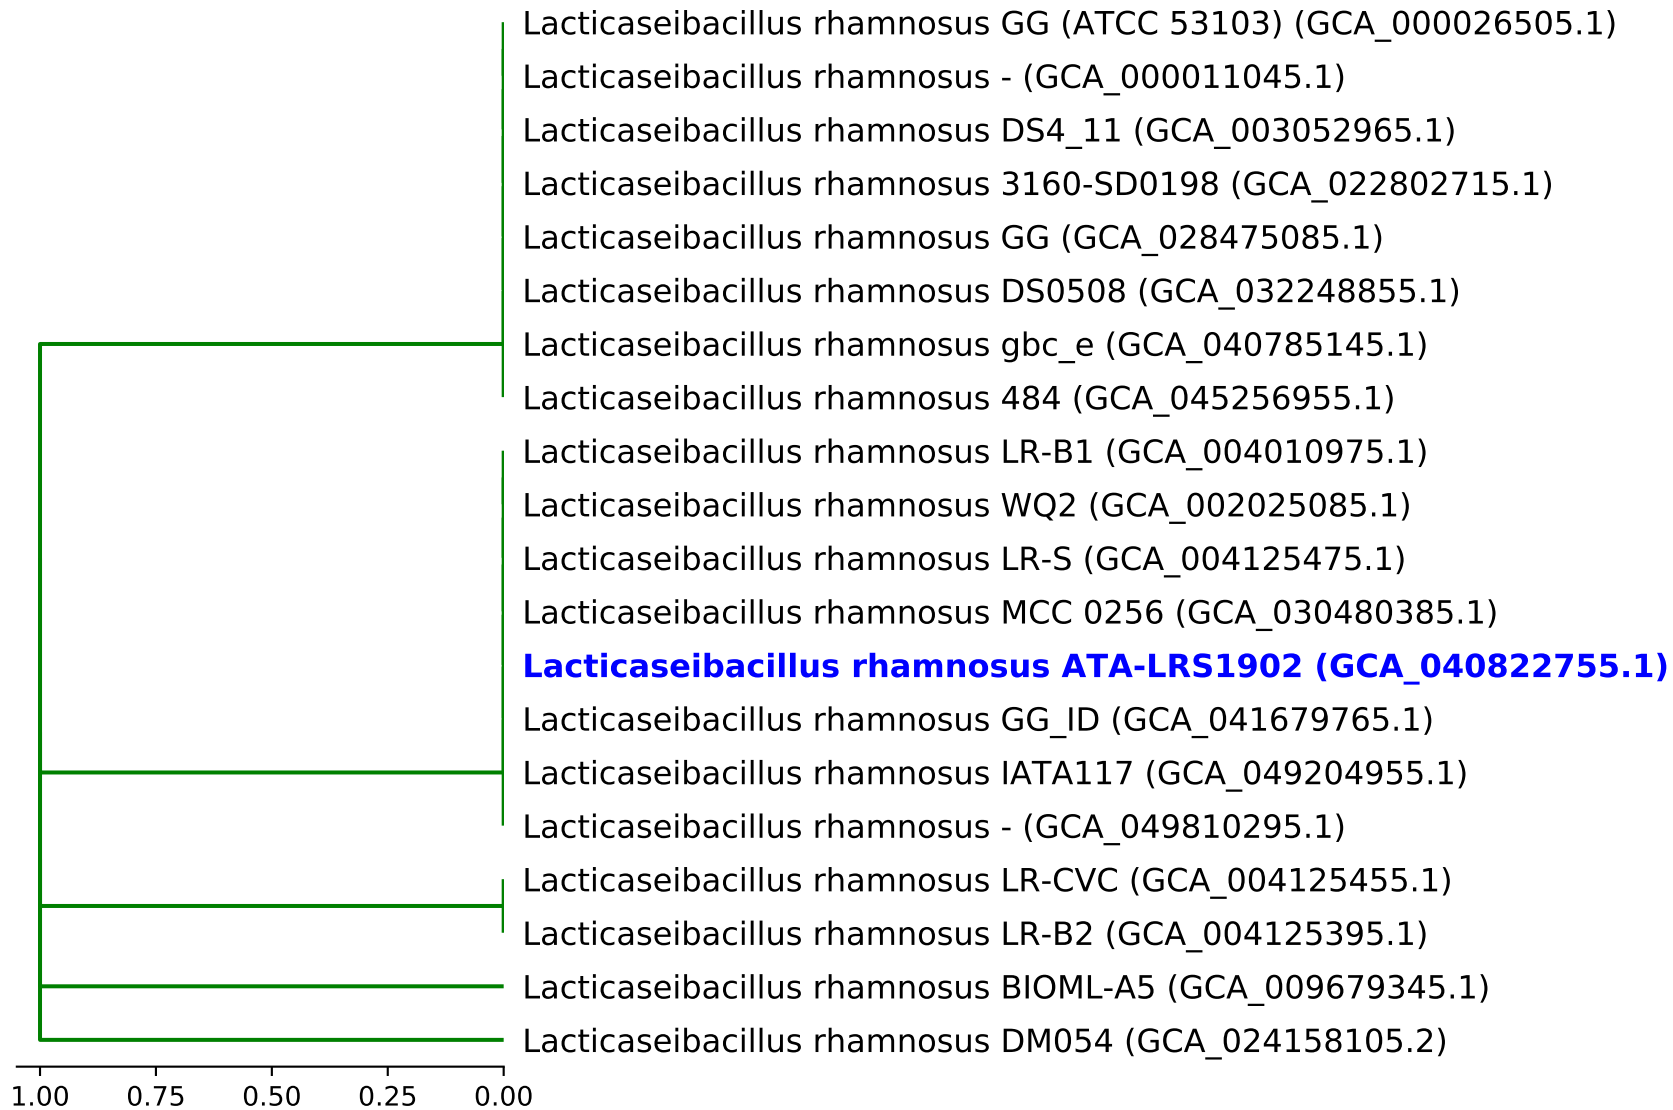 Lacticaseibacillus rhamnosus GG (ATCC 53103) (GCA_000026505.1)
Lacticaseibacillus rhamnosus - (GCA_000011045.1)
Lacticaseibacillus rhamnosus DS4_11 (GCA_003052965.1)
Lacticaseibacillus rhamnosus 3160-SD0198 (GCA_022802715.1)
Lacticaseibacillus rhamnosus GG (GCA_028475085.1)
Lacticaseibacillus rhamnosus DS0508 (GCA_032248855.1)
Lacticaseibacillus rhamnosus gbc_e (GCA_040785145.1)
Lacticaseibacillus rhamnosus 484 (GCA_045256955.1)
Lacticaseibacillus rhamnosus LR-B1 (GCA_004010975.1)
Lacticaseibacillus rhamnosus WQ2 (GCA_002025085.1)
Lacticaseibacillus rhamnosus LR-S (GCA_004125475.1)
Lacticaseibacillus rhamnosus MCC 0256 (GCA_030480385.1)
Lacticaseibacillus rhamnosus ATA-LRS1902 (GCA_040822755.1)
Lacticaseibacillus rhamnosus GG_ID (GCA_041679765.1)
Lacticaseibacillus rhamnosus IATA117 (GCA_049204955.1)
Lacticaseibacillus rhamnosus - (GCA_049810295.1)
Lacticaseibacillus rhamnosus LR-CVC (GCA_004125455.1)
Lacticaseibacillus rhamnosus LR-B2 (GCA_004125395.1)
Lacticaseibacillus rhamnosus BIOML-A5 (GCA_009679345.1)
Lacticaseibacillus rhamnosus DM054 (GCA_024158105.2)
1.00 0.75 0.50 0.25 0.00